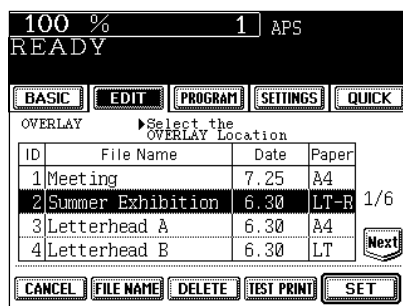 100 % 1 APS
READY
BASIC EDIT PROGRAM SETTINGS QUICK
OVERLAY ▶Select the
OVERLAY Location
ID File Name Date Paper
1 Meeting 7.25 A4
2 Summer Exhibition 6.30 LT-R 1/6
3 Letterhead A 6.30 A4
4 Letterhead B 6.30 LT Next
CANCEL FILE NAME DELETE TEST PRINT SET